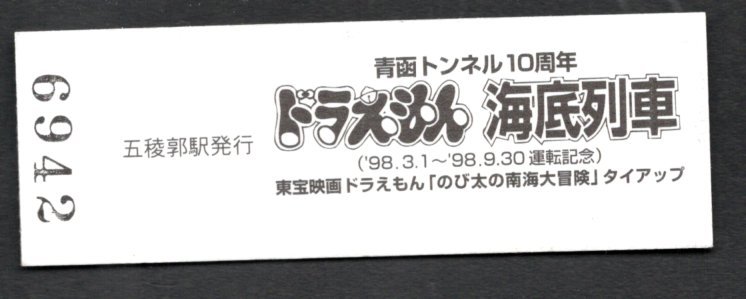 6942
五稜郭駅発行
青函トンネル10周年
ドラえもん 海底列車
('98.3.1～'98.9.30運転記念)
東宝映画ドラえもん「のび太の南海大冒険」タイアップ